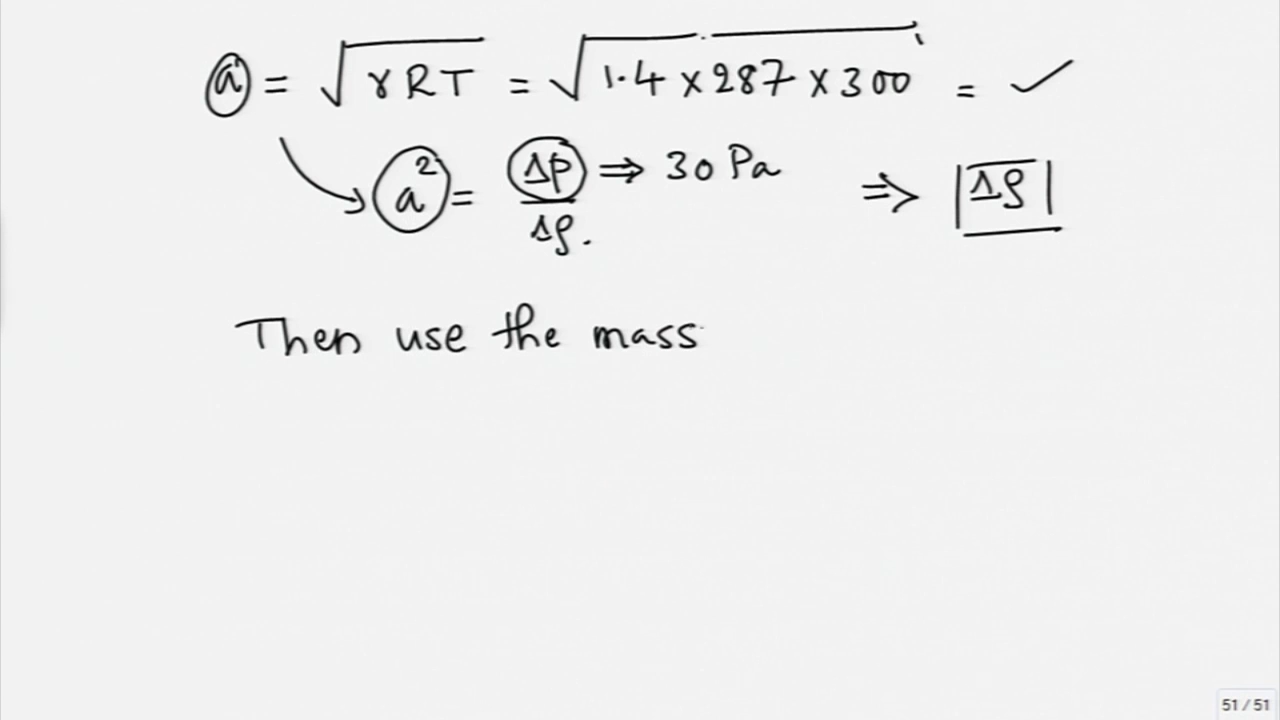 a = √γRT = √1.4 × 287 × 300 = ✓
a² = Δp/Δρ. ⇒ 30 Pa ⇒ |Δρ|
Then use the mass
51 / 51